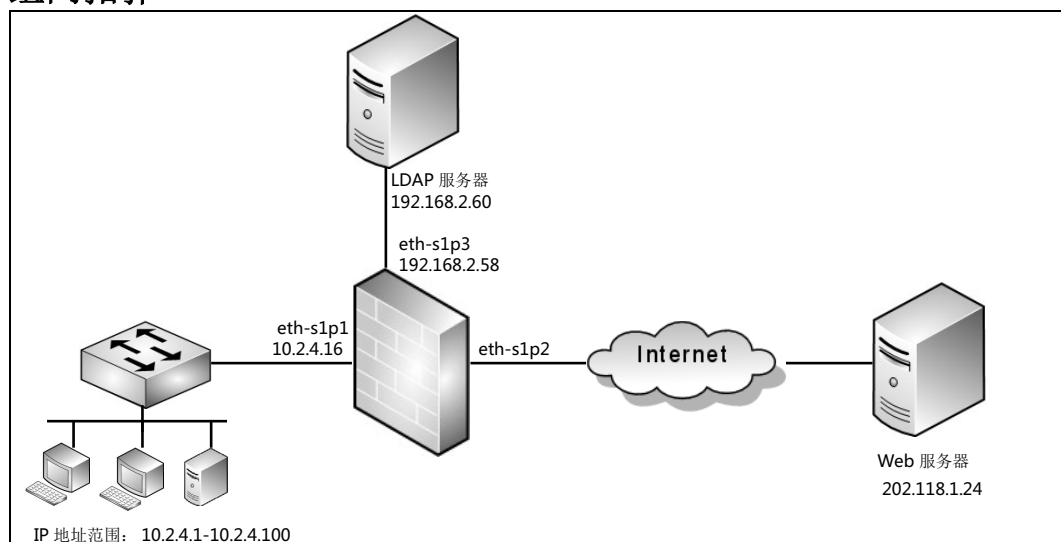 LDAP 服务器
192.168.2.60
eth-s1p3
192.168.2.58
eth-s1p1
10.2.4.16
eth-s1p2
Internet
Web 服务器
202.118.1.24
IP 地址范围： 10.2.4.1-10.2.4.100